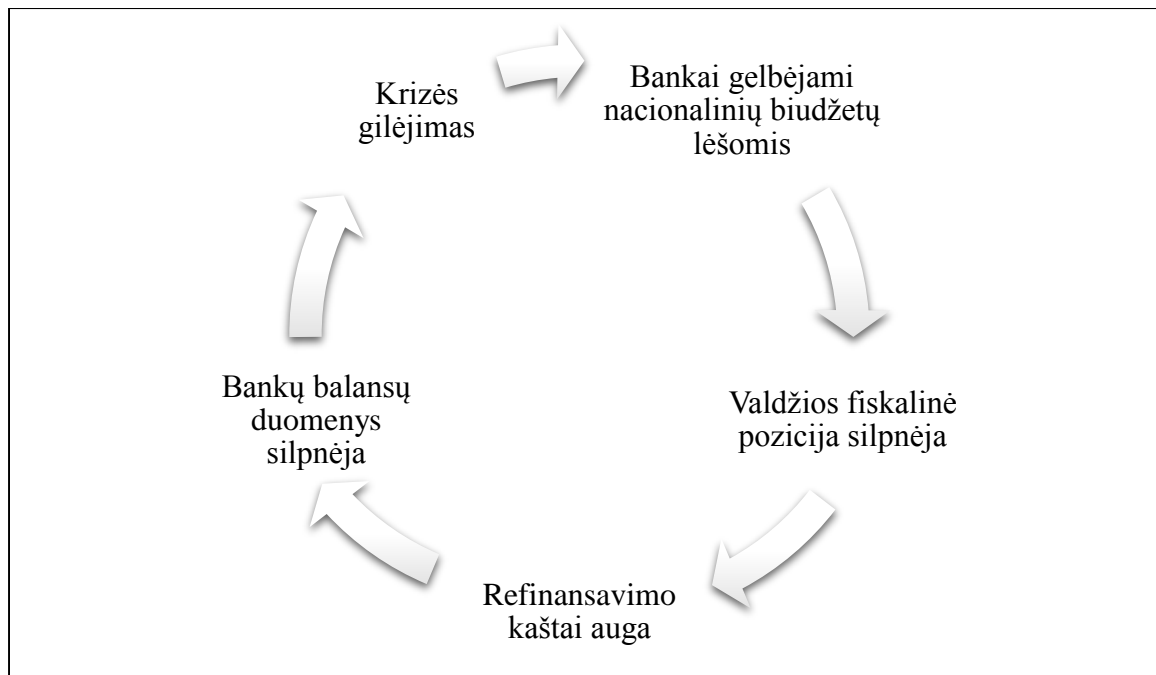 Krizės
gilėjimas
Bankai gelbėjami
nacionalinių biudžetų
lėšomis
Valdžios fiskalinė
pozicija silpnėja
Refinansavimo
kaštai auga
Bankų balansų
duomenys
silpnėja